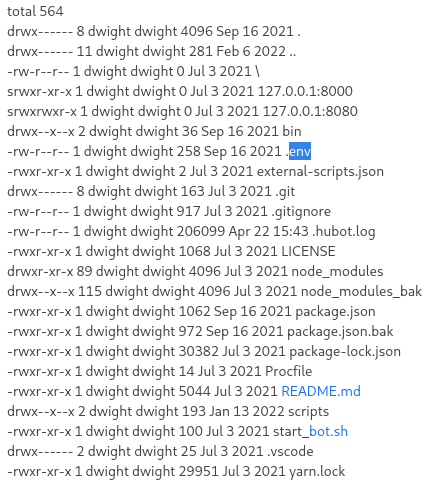 total 564
drwx------ 8 dwight dwight 4096 Sep 16 2021 .
drwx------ 11 dwight dwight 281 Feb 6 2022 ..
-rw-r--r-- 1 dwight dwight 0 Jul 3 2021 \
srwxr-xr-x 1 dwight dwight 0 Jul 3 2021 127.0.0.1:8000
srwxrwxr-x 1 dwight dwight 0 Jul 3 2021 127.0.0.1:8080
drwx--x--x 2 dwight dwight 36 Sep 16 2021 bin
-rw-r--r-- 1 dwight dwight 258 Sep 16 2021 .env
-rwxr-xr-x 1 dwight dwight 2 Jul 3 2021 external-scripts.json
drwx------ 8 dwight dwight 163 Jul 3 2021 .git
-rw-r--r-- 1 dwight dwight 917 Jul 3 2021 .gitignore
-rw-r--r-- 1 dwight dwight 206099 Apr 22 15:43 .hubot.log
-rwxr-xr-x 1 dwight dwight 1068 Jul 3 2021 LICENSE
drwxr-xr-x 89 dwight dwight 4096 Jul 3 2021 node_modules
drwx--x--x 115 dwight dwight 4096 Jul 3 2021 node_modules_bak
-rwxr-xr-x 1 dwight dwight 1062 Sep 16 2021 package.json
-rwxr-xr-x 1 dwight dwight 972 Sep 16 2021 package.json.bak
-rwxr-xr-x 1 dwight dwight 30382 Jul 3 2021 package-lock.json
-rwxr-xr-x 1 dwight dwight 14 Jul 3 2021 Procfile
-rwxr-xr-x 1 dwight dwight 5044 Jul 3 2021 README.md
drwx--x--x 2 dwight dwight 193 Jan 13 2022 scripts
-rwxr-xr-x 1 dwight dwight 100 Jul 3 2021 start_bot.sh
drwx------ 2 dwight dwight 25 Jul 3 2021 .vscode
-rwxr-xr-x 1 dwight dwight 29951 Jul 3 2021 yarn.lock